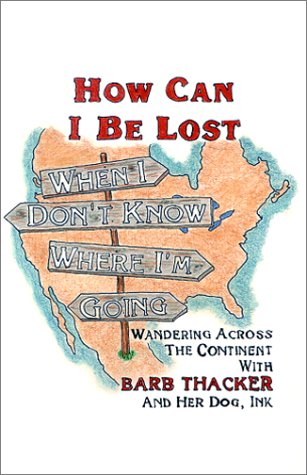 How Can
I Be Lost
When I
Don't Know
Where I'm
Going
Wandering Across
The Continent
With
Barb Thacker
And Her Dog, Ink